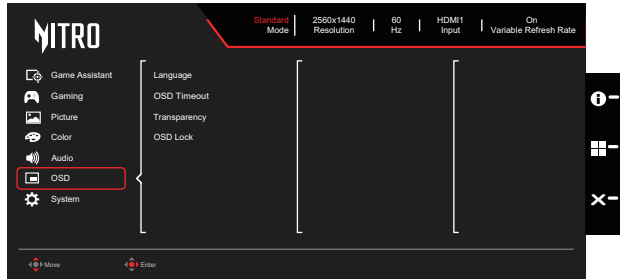 NITRO
Standard Mode
2560x1440 Resolution
60 Hz
HDMI1 Input
On Variable Refresh Rate
Game Assistant
Gaming
Picture
Color
Audio
OSD
System
Language
OSD Timeout
Transparency
OSD Lock
Move
Enter